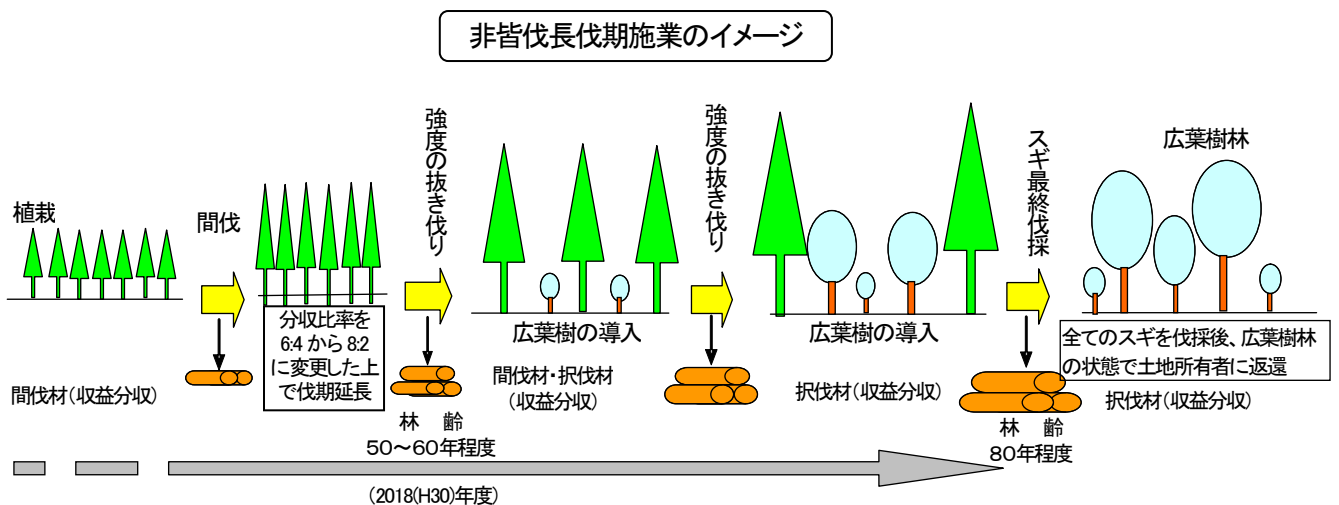 非皆伐長伐期施業のイメージ
植栽
間伐
分収比率を
6:4 から 8:2
に変更した上
で伐期延長
強度の抜き伐り
広葉樹の導入
強度の抜き伐り
広葉樹の導入
スギ最終伐採
広葉樹林
全てのスギを伐採後、広葉樹林
の状態で土地所有者に返還
間伐材(収益分収)
間伐材・択伐材
(収益分収)
択伐材(収益分収)
択伐材(収益分収)
林 齢
50～60年程度
林 齢
80年程度
(2018(H30)年度)